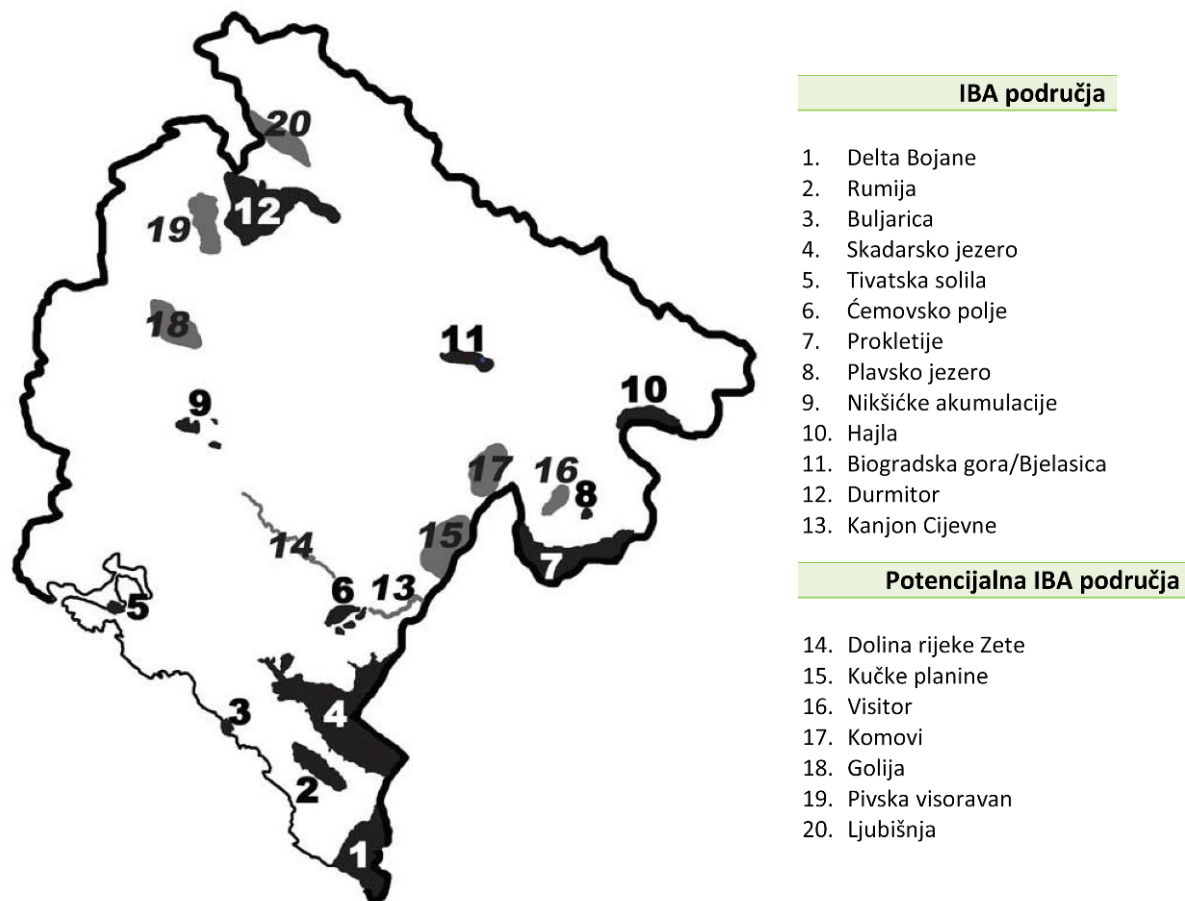 20
12
19
18
11
9
10
17
16
8
15
14
7
13
6
5
4
3
2
1
IBA područja
1. Delta Bojane
2. Rumija
3. Buljarica
4. Skadarsko jezero
5. Tivatska solila
6. Ćemovsko polje
7. Prokletije
8. Plavsko jezero
9. Nikšićke akumulacije
10. Hajla
11. Biogradska gora/Bjelasica
12. Durmitor
13. Kanjon Cijevne
Potencijalna IBA područja
14. Dolina rijeke Zete
15. Kučke planine
16. Visitor
17. Komovi
18. Golija
19. Pivska visoravan
20. Ljubišnja